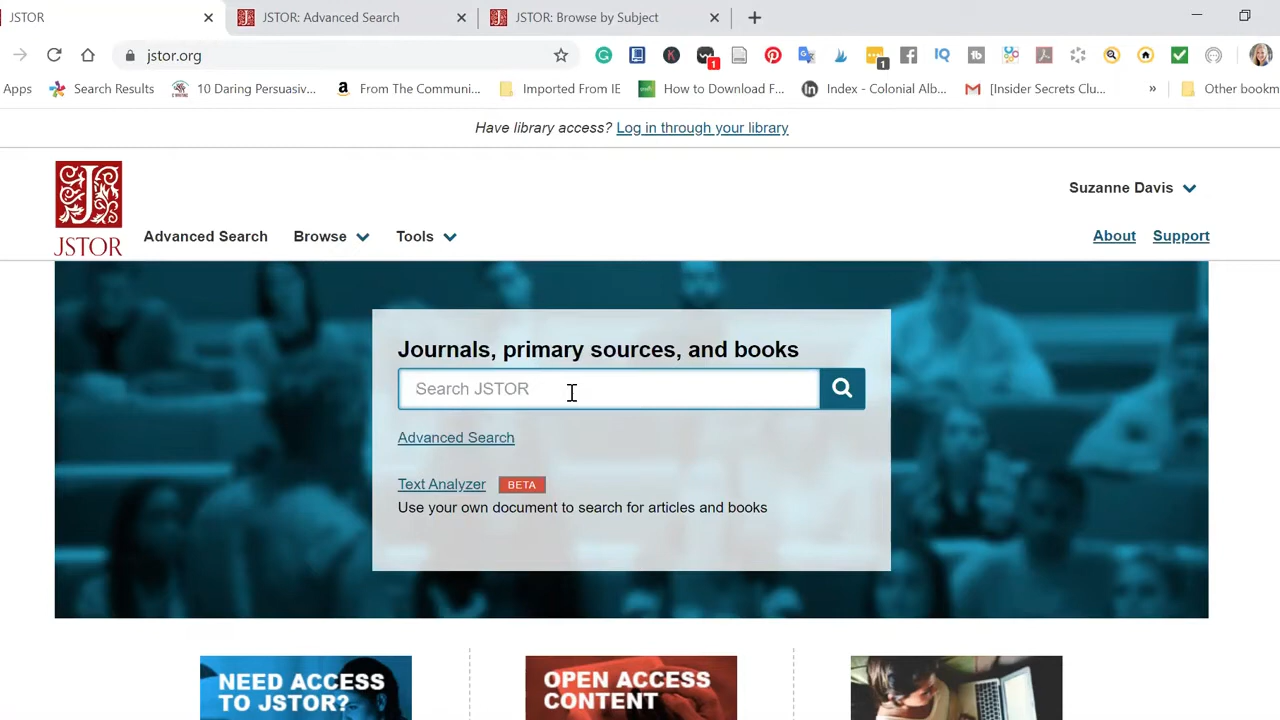 JSTOR
JSTOR: Advanced Search
JSTOR: Browse by Subject
jstor.org
1
1
Apps
Search Results
10 Daring Persuasiv...
From The Communi...
Imported From IE
How to Download F...
Index - Colonial Alb...
[Insider Secrets Clu...
»
Other bookm
Have library access? Log in through your library
Suzanne Davis
JSTOR
Advanced Search
Browse
Tools
About
Support
Journals, primary sources, and books
Search JSTOR
Advanced Search
Text Analyzer BETA
Use your own document to search for articles and books
NEED ACCESS
TO JSTOR?
OPEN ACCESS
CONTENT